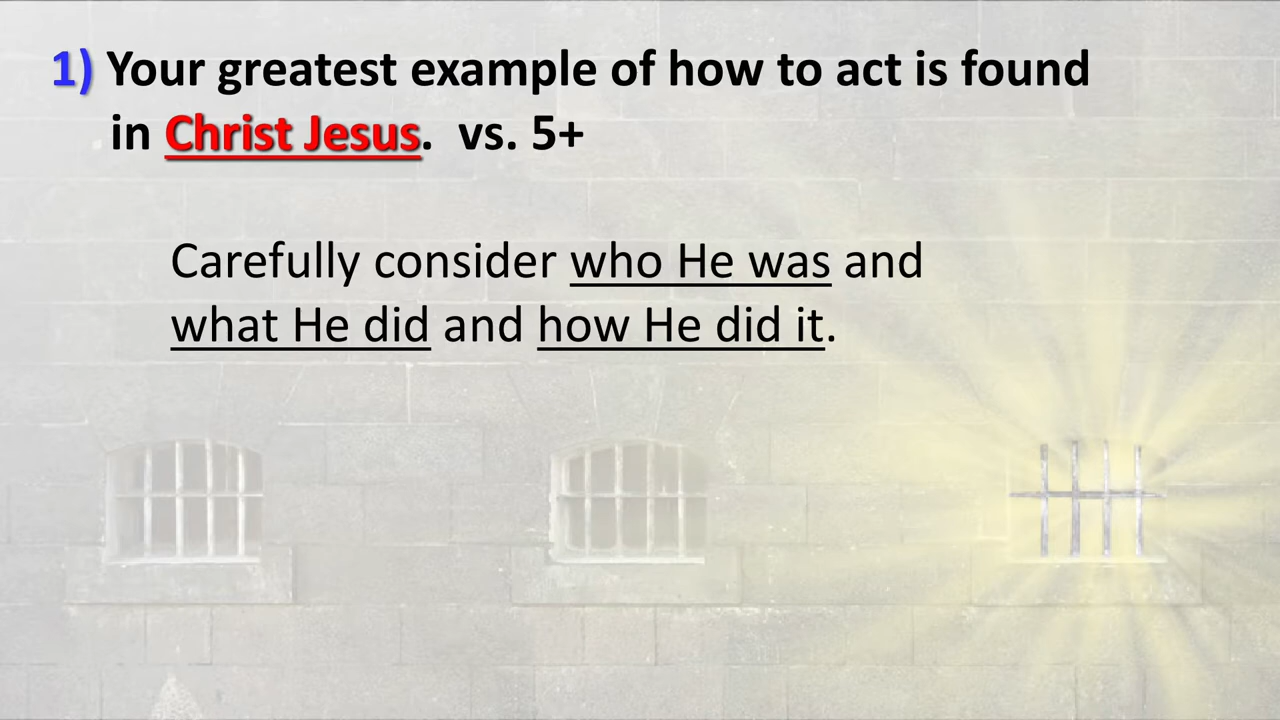 1) Your greatest example of how to act is found
in Christ Jesus.  vs. 5+
Carefully consider who He was and
what He did and how He did it.